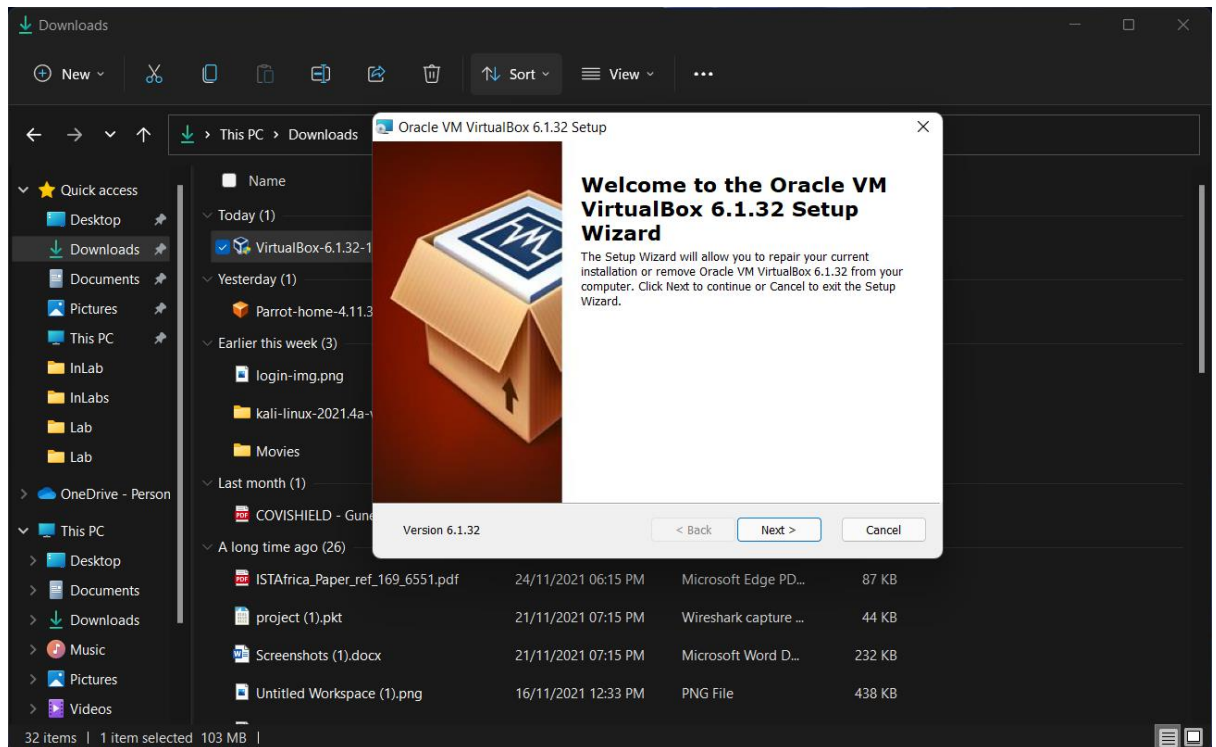 Downloads
New
Sort
View
This PC > Downloads
Quick access
Desktop
Downloads
Documents
Pictures
This PC
InLab
InLabs
Lab
Lab
OneDrive - Person
This PC
Desktop
Documents
Downloads
Music
Pictures
Videos
Name
Today (1)
VirtualBox-6.1.32-1
Yesterday (1)
Parrot-home-4.11.3
Earlier this week (3)
login-img.png
kali-linux-2021.4a-
Movies
Last month (1)
PDF COVISHIELD - Gune
A long time ago (26)
PDF ISTAfrica_Paper_ref_169_6551.pdf 24/11/2021 06:15 PM Microsoft Edge PD... 87 KB
project (1).pkt 21/11/2021 07:15 PM Wireshark capture ... 44 KB
Screenshots (1).docx 21/11/2021 07:15 PM Microsoft Word D... 232 KB
Untitled Workspace (1).png 16/11/2021 12:33 PM PNG File 438 KB
Oracle VM VirtualBox 6.1.32 Setup
Welcome to the Oracle VM
VirtualBox 6.1.32 Setup
Wizard
The Setup Wizard will allow you to repair your current
installation or remove Oracle VM VirtualBox 6.1.32 from your
computer. Click Next to continue or Cancel to exit the Setup
Wizard.
Version 6.1.32
< Back
Next >
Cancel
32 items | 1 item selected 103 MB |